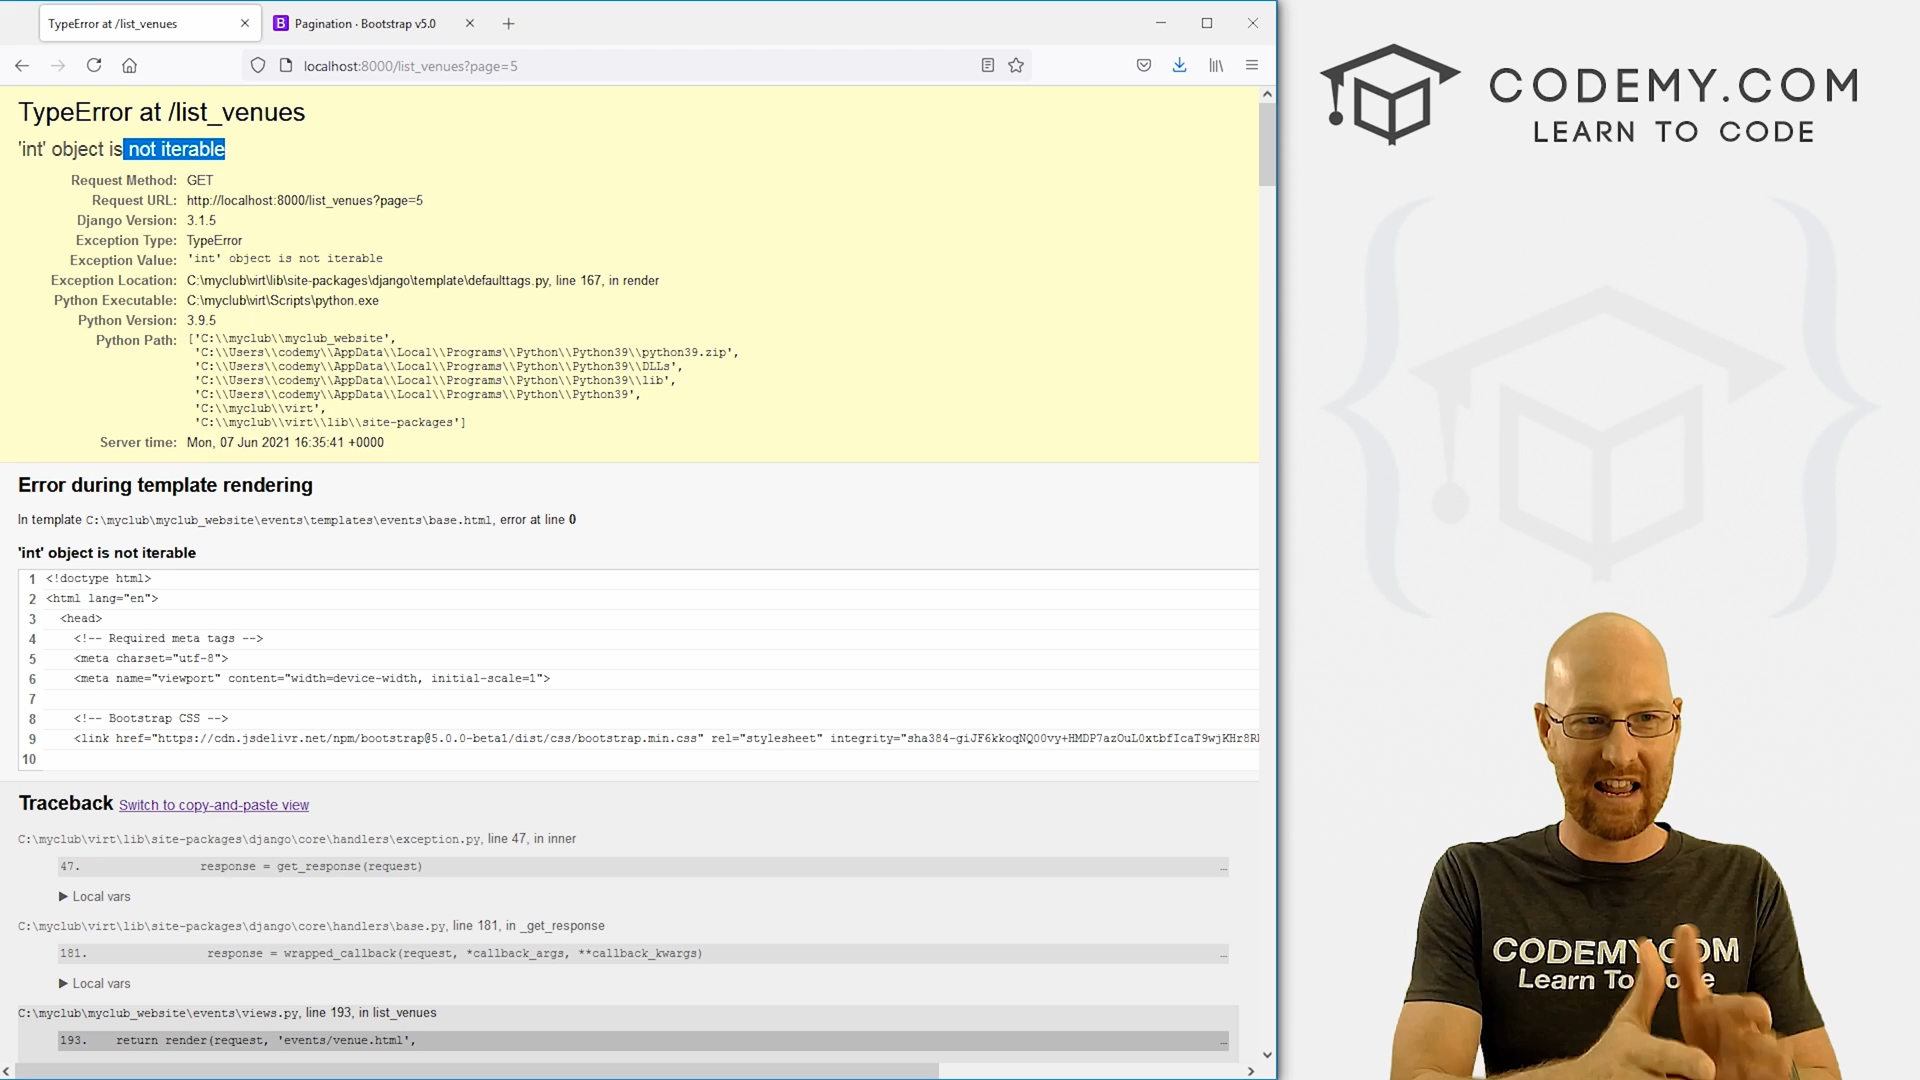 TypeError at /list_venues
Pagination · Bootstrap v5.0
localhost:8000/list_venues?page=5
TypeError at /list_venues
'int' object is not iterable
Request Method: GET
Request URL: http://localhost:8000/list_venues?page=5
Django Version: 3.1.5
Exception Type: TypeError
Exception Value: 'int' object is not iterable
Exception Location: C:\myclub\virt\lib\site-packages\django\template\defaulttags.py, line 167, in render
Python Executable: C:\myclub\virt\Scripts\python.exe
Python Version: 3.9.5
Python Path: ['C:\\myclub\\myclub_website',
'C:\\Users\\codemy\\AppData\\Local\\Programs\\Python\\Python39\\python39.zip',
'C:\\Users\\codemy\\AppData\\Local\\Programs\\Python\\Python39\\DLLs',
'C:\\Users\\codemy\\AppData\\Local\\Programs\\Python\\Python39\\lib',
'C:\\Users\\codemy\\AppData\\Local\\Programs\\Python\\Python39',
'C:\\myclub\\virt',
'C:\\myclub\\virt\\lib\\site-packages']
Server time: Mon, 07 Jun 2021 16:35:41 +0000
Error during template rendering
In template C:\myclub\myclub_website\events\templates\events\base.html, error at line 0
'int' object is not iterable
1 <!doctype html>
2 <html lang="en">
3 <head>
4 <!-- Required meta tags -->
5 <meta charset="utf-8">
6 <meta name="viewport" content="width=device-width, initial-scale=1">
7
8 <!-- Bootstrap CSS -->
9 <link href="https://cdn.jsdelivr.net/npm/bootstrap@5.0.0-beta1/dist/css/bootstrap.min.css" rel="stylesheet" integrity="sha384-giJF6kkoqNQ00vy+HMDP7azOuL0xtbfIcaT9wjKHr8R
10
Traceback Switch to copy-and-paste view
C:\myclub\virt\lib\site-packages\django\core\handlers\exception.py, line 47, in inner
47. response = get_response(request) …
▶ Local vars
C:\myclub\virt\lib\site-packages\django\core\handlers\base.py, line 181, in _get_response
181. response = wrapped_callback(request, *callback_args, **callback_kwargs) …
▶ Local vars
C:\myclub\myclub_website\events\views.py, line 193, in list_venues
193. return render(request, 'events/venue.html', …
CODEMY.COM
LEARN TO CODE
CODEMY.COM
Learn To Code